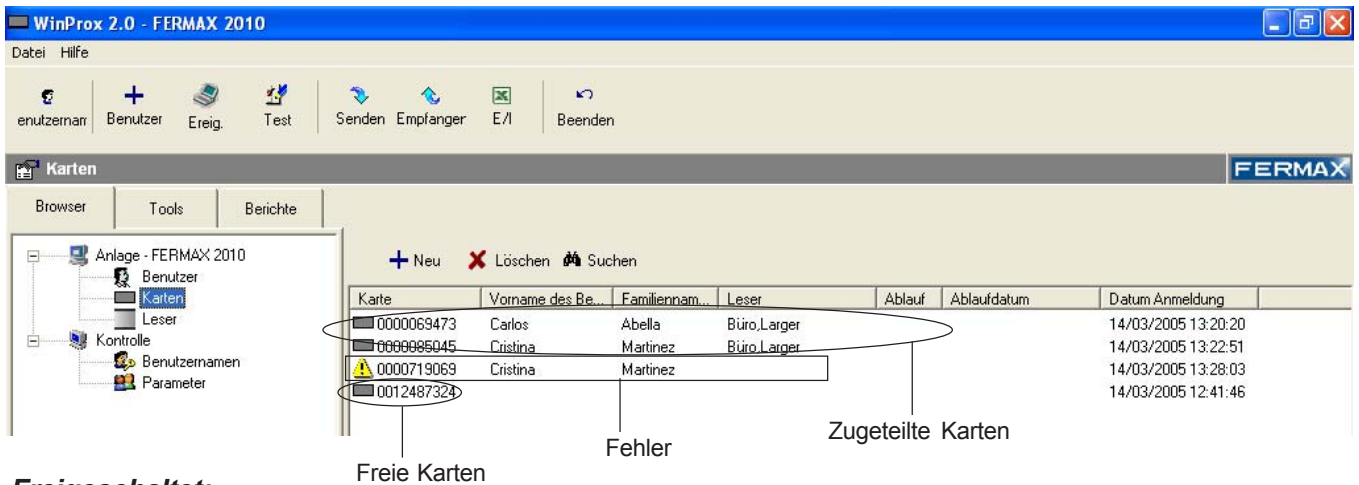 WinProx 2.0 - FERMAX 2010
Datei Hilfe
enutzernam Benutzer Ereig. Test Senden Empfanger E/I Beenden
Karten FERMAX
Browser Tools Berichte
Anlage - FERMAX 2010
Benutzer
Karten
Leser
Kontrolle
Benutzernamen
Parameter
Neu Löschen Suchen
Karte Vorname des Be... Familiennam... Leser Ablauf Ablaufdatum Datum Anmeldung
0000069473 Carlos Abella Büro,Larger 14/03/2005 13:20:20
0000085045 Cristina Martinez Büro,Larger 14/03/2005 13:22:51
0000719069 Cristina Martinez 14/03/2005 13:28:03
0012487324 14/03/2005 12:41:46
Zugeteilte Karten
Fehler
Freie Karten